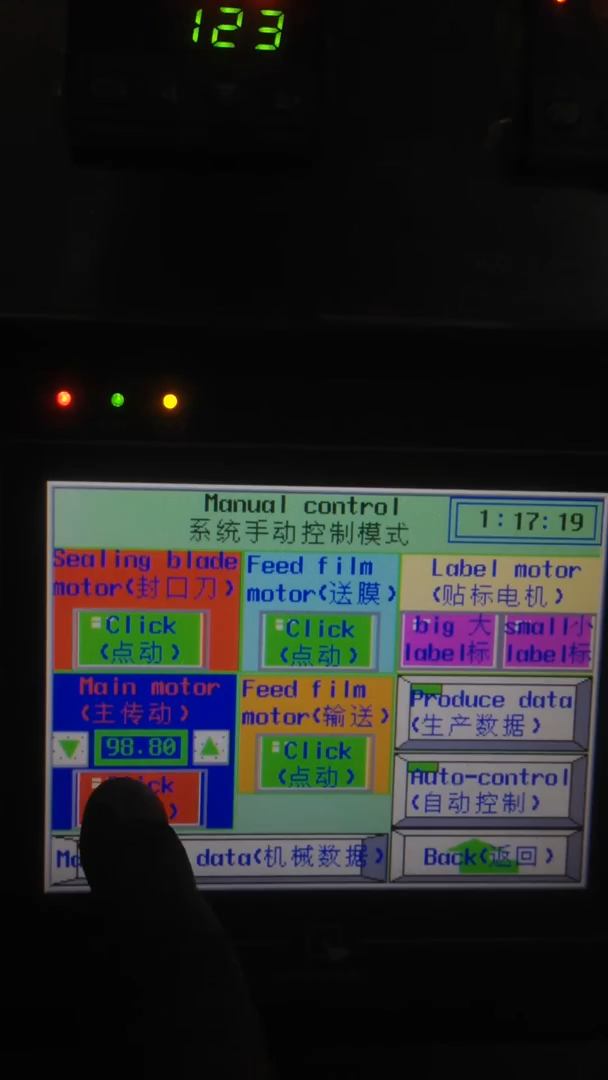 123
Manual control
系统手动控制模式
1:17:19
Sealing blade
motor(封口刀)
Click
(点动)
Feed film
motor(送膜)
Click
(点动)
Label motor
(贴标电机)
big 大
label标
small小
label标
Main motor
(主传动)
98.80
Feed film
motor(输送)
Click
(点动)
Produce data
(生产数据)
Auto-control
(自动控制)
data(机械数据)
Back(返回)